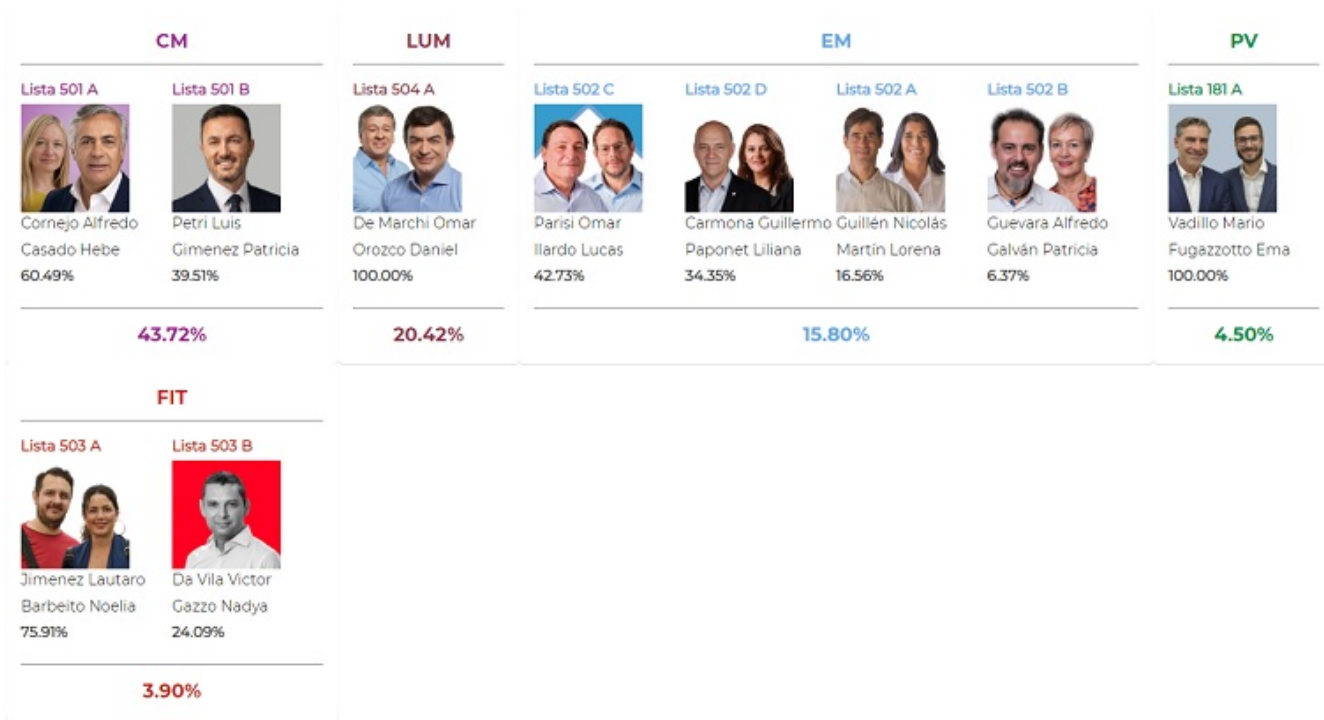 CM
Lista 501 A
Cornejo Alfredo
Casado Hebe
60.49%
Lista 501 B
Petri Luis
Gimenez Patricia
39.51%
43.72%
LUM
Lista 504 A
De Marchi Omar
Orozco Daniel
100.00%
20.42%
EM
Lista 502 C
Parisi Omar
Ilardo Lucas
42.73%
Lista 502 D
Carmona Guillermo
Paponet Liliana
34.35%
Lista 502 A
Guillén Nicolás
Martín Lorena
16.56%
Lista 502 B
Guevara Alfredo
Galván Patricia
6.37%
15.80%
PV
Lista 181 A
Vadillo Mario
Fugazzotto Ema
100.00%
4.50%
FIT
Lista 503 A
Jimenez Lautaro
Barbeito Noelia
75.91%
Lista 503 B
Da Vila Victor
Gazzo Nadya
24.09%
3.90%